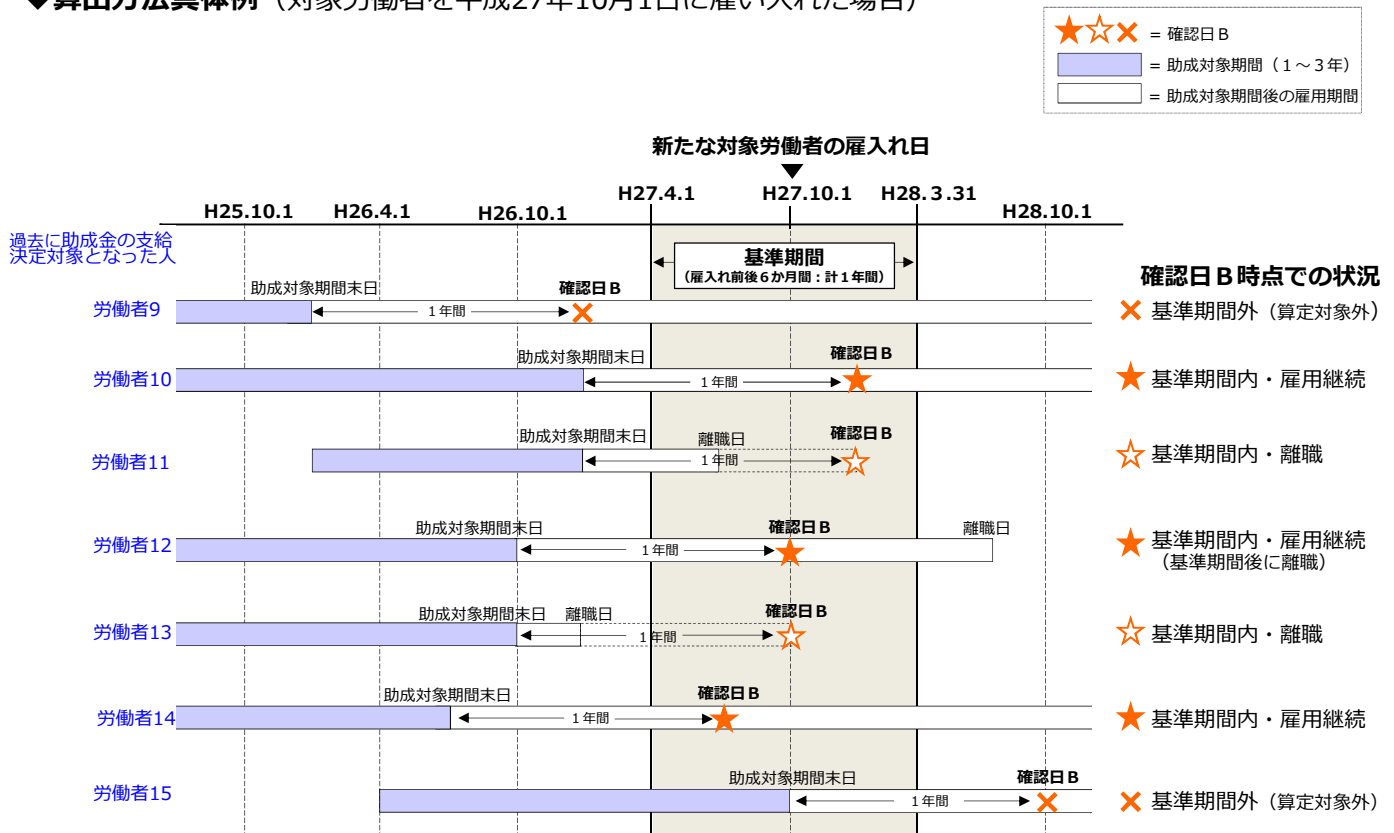 ◆算出方法具体例（対象労働者を平成27年10月1日に雇い入れた場合）
= 確認日Ｂ
= 助成対象期間（１～３年）
= 助成対象期間後の雇用期間
新たな対象労働者の雇入れ日
H25.10.1 H26.4.1 H26.10.1 H27.4.1 H27.10.1 H28.３.31 H28.10.1
過去に助成金の支給
決定対象となった人
基準期間
（雇入れ前後６か月間：計１年間）
確認日Ｂ時点での状況
助成対象期間末日 確認日Ｂ
労働者9 １年間 基準期間外（算定対象外）
助成対象期間末日 確認日Ｂ
労働者10 １年間 基準期間内・雇用継続
助成対象期間末日 離職日 確認日Ｂ
労働者11 １年間 基準期間内・離職
助成対象期間末日 確認日Ｂ 離職日
労働者12 １年間 基準期間内・雇用継続
（基準期間後に離職）
助成対象期間末日 離職日 確認日Ｂ
労働者13 １年間 基準期間内・離職
助成対象期間末日 確認日Ｂ
労働者14 １年間 基準期間内・雇用継続
助成対象期間末日 確認日Ｂ
労働者15 １年間 基準期間外（算定対象外）